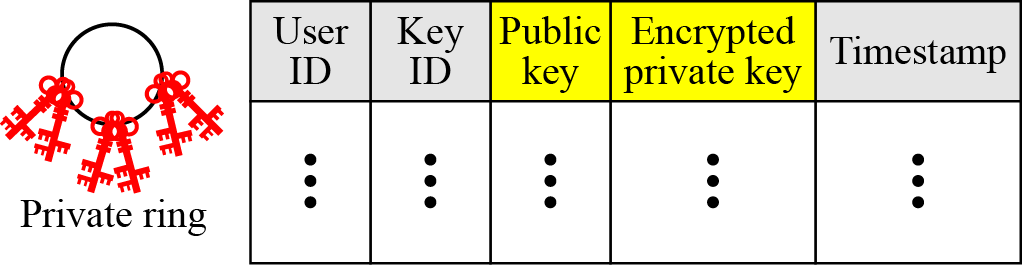 User ID
Key ID
Public key
Encrypted private key
Timestamp
Private ring